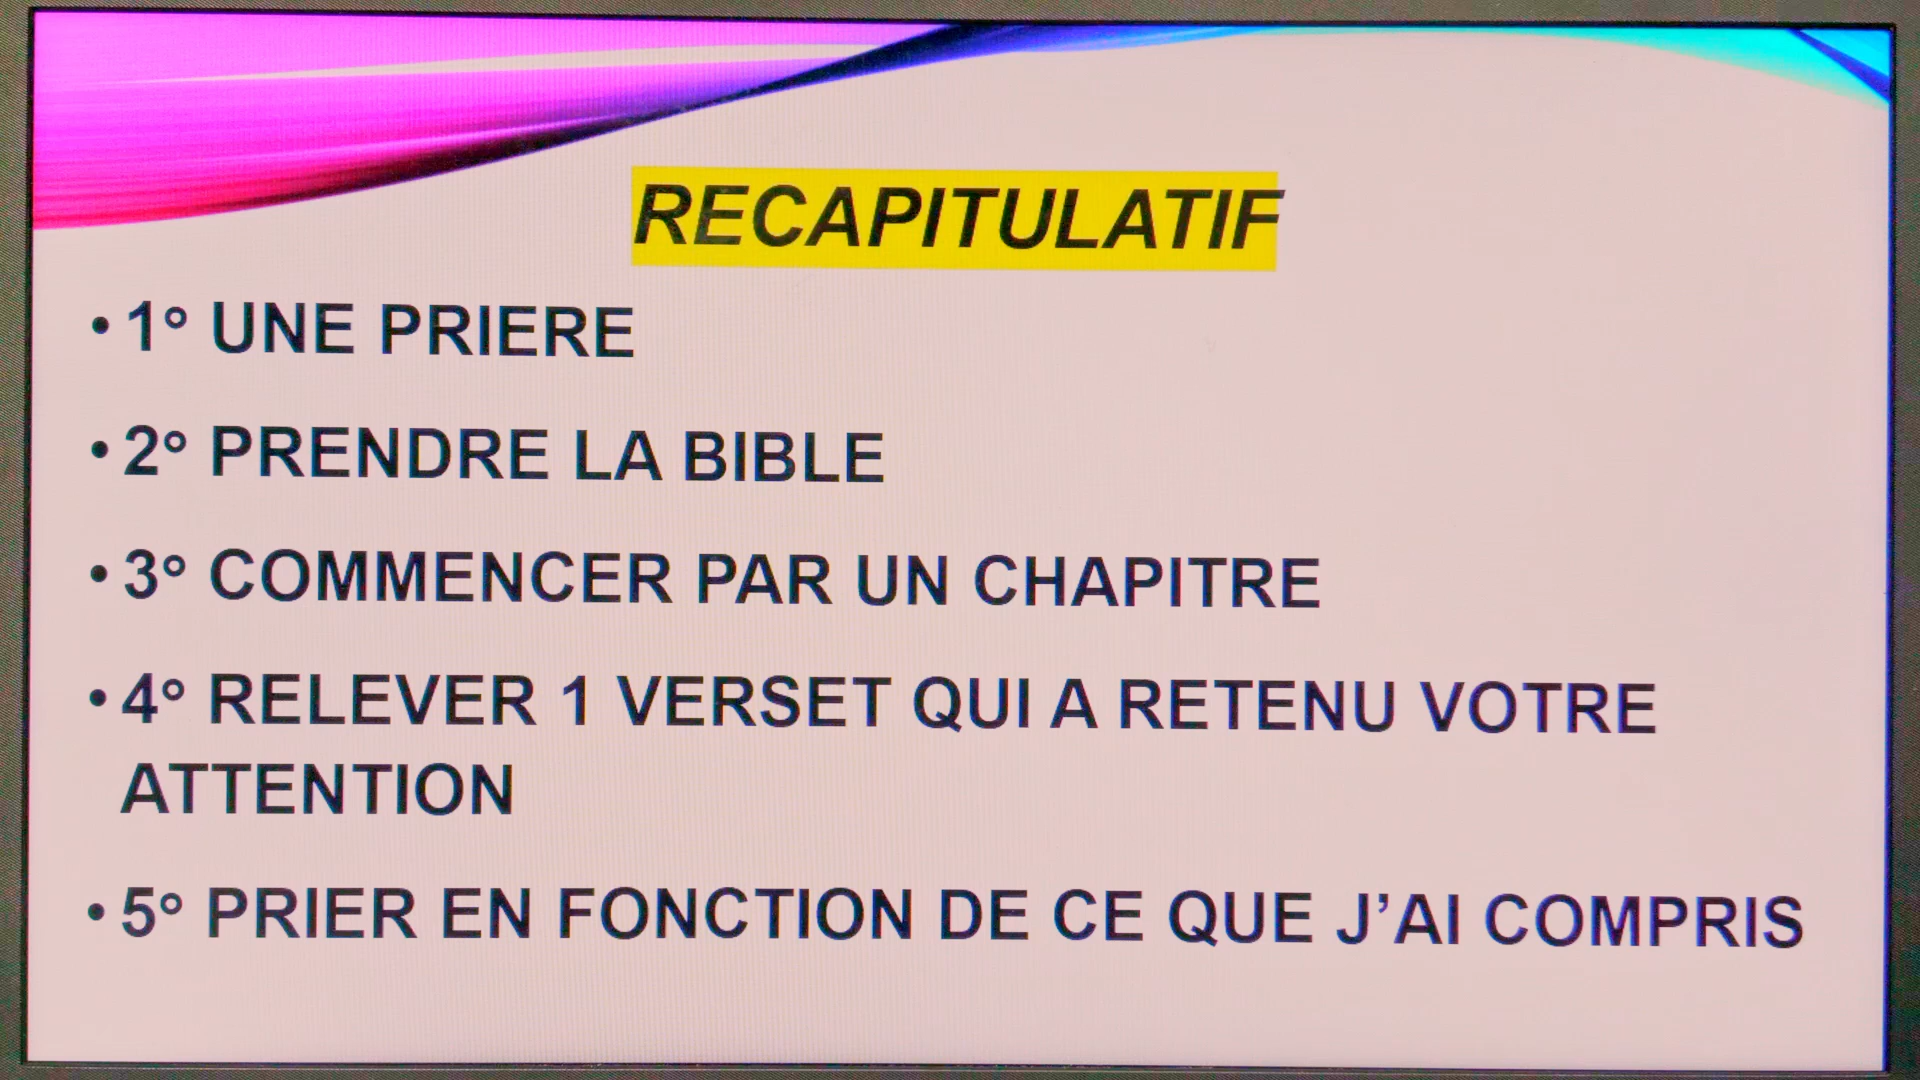 RECAPITULATIF
• 1° UNE PRIERE
• 2° PRENDRE LA BIBLE
• 3° COMMENCER PAR UN CHAPITRE
• 4° RELEVER 1 VERSET QUI A RETENU VOTRE
ATTENTION
• 5° PRIER EN FONCTION DE CE QUE J’AI COMPRIS